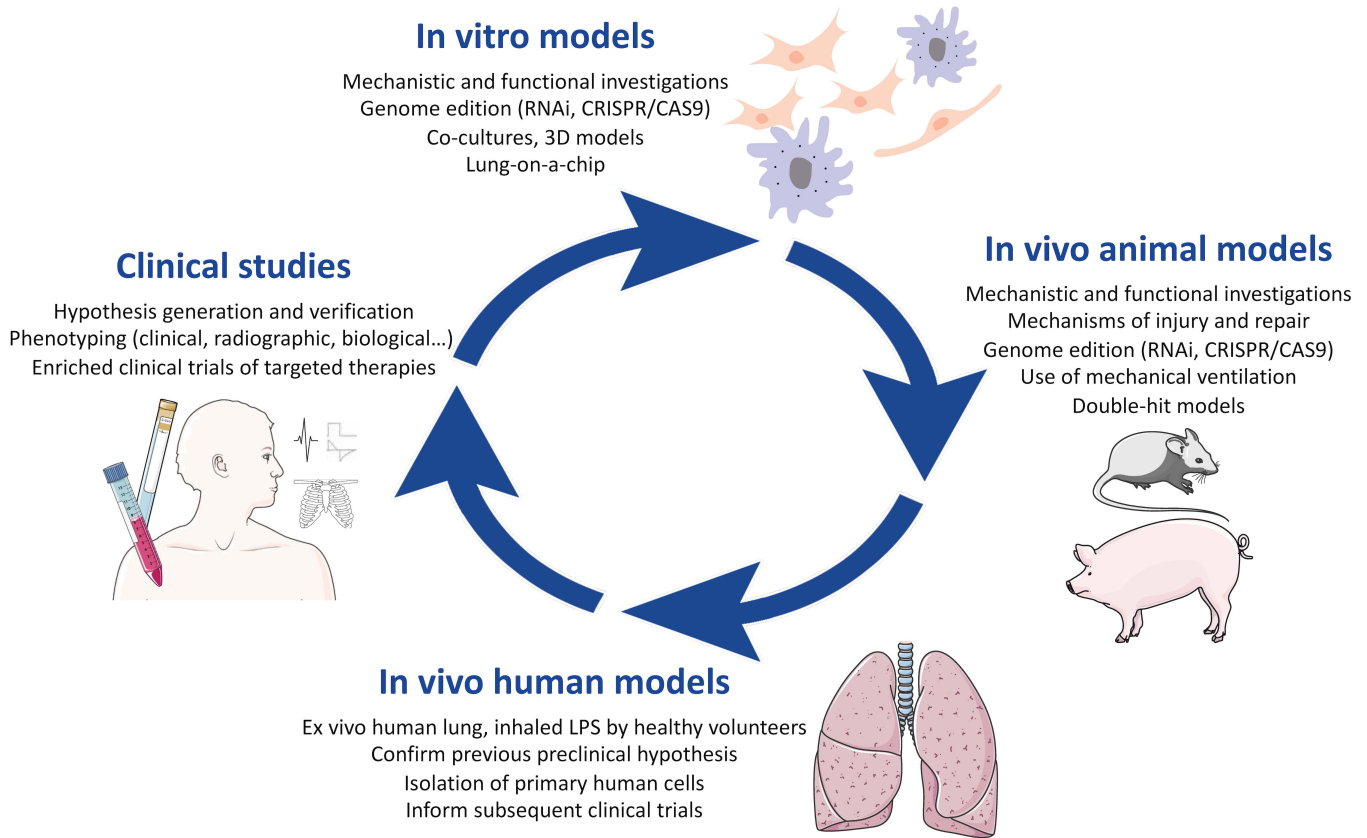 In vitro models
Mechanistic and functional investigations
Genome edition (RNAi, CRISPR/CAS9)
Co-cultures, 3D models
Lung-on-a-chip
In vivo animal models
Mechanistic and functional investigations
Mechanisms of injury and repair
Genome edition (RNAi, CRISPR/CAS9)
Use of mechanical ventilation
Double-hit models
In vivo human models
Ex vivo human lung, inhaled LPS by healthy volunteers
Confirm previous preclinical hypothesis
Isolation of primary human cells
Inform subsequent clinical trials
Clinical studies
Hypothesis generation and verification
Phenotyping (clinical, radiographic, biological...)
Enriched clinical trials of targeted therapies